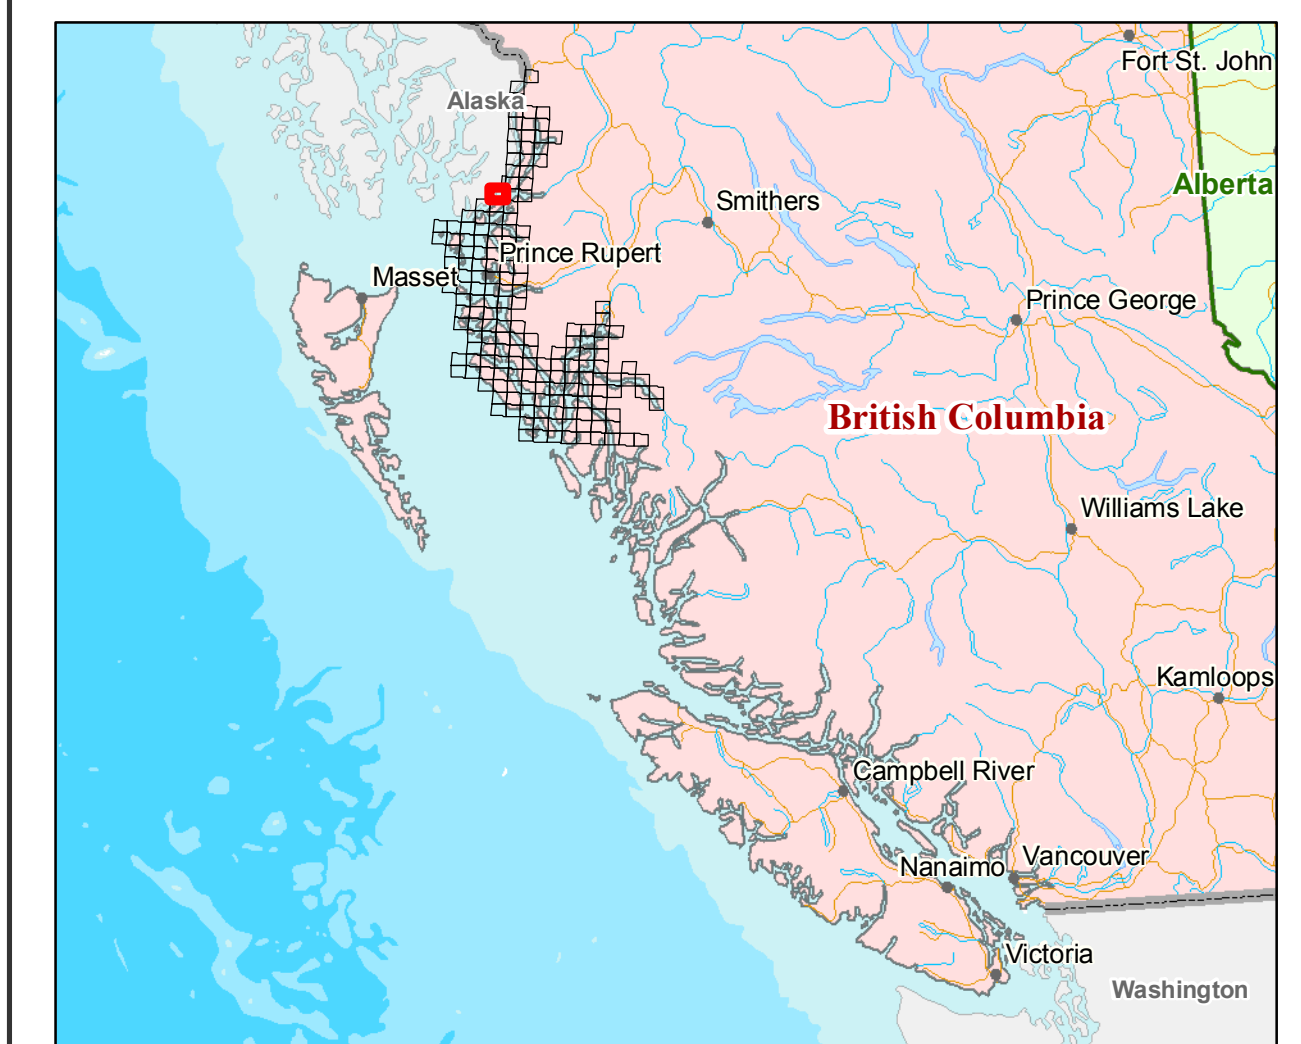 Fort St. John
Alaska
Alberta
Smithers
Prince Rupert
Masset
Prince George
British Columbia
Williams Lake
Kamloops
Campbell River
Vancouver
Nanaimo
Victoria
Washington